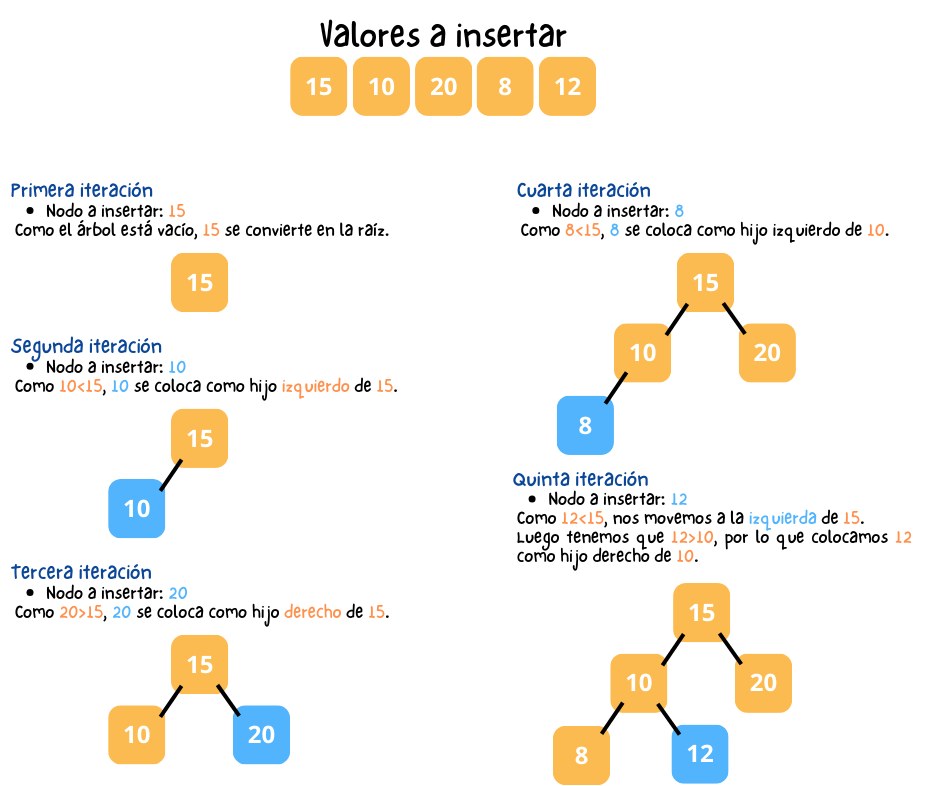 Valores a insertar
15 10 20 8 12
Primera iteración
• Nodo a insertar: 15
Como el árbol está vacío, 15 se convierte en la raíz.
15
Segunda iteración
• Nodo a insertar: 10
Como 10<15, 10 se coloca como hijo izquierdo de 15.
15
10
Tercera iteración
• Nodo a insertar: 20
Como 20>15, 20 se coloca como hijo derecho de 15.
15
10 20
Cuarta iteración
• Nodo a insertar: 8
Como 8<15, 8 se coloca como hijo izquierdo de 10.
15
10 20
8
Quinta iteración
• Nodo a insertar: 12
Como 12<15, nos movemos a la izquierda de 15.
Luego tenemos que 12>10, por lo que colocamos 12
como hijo derecho de 10.
15
10 20
8 12